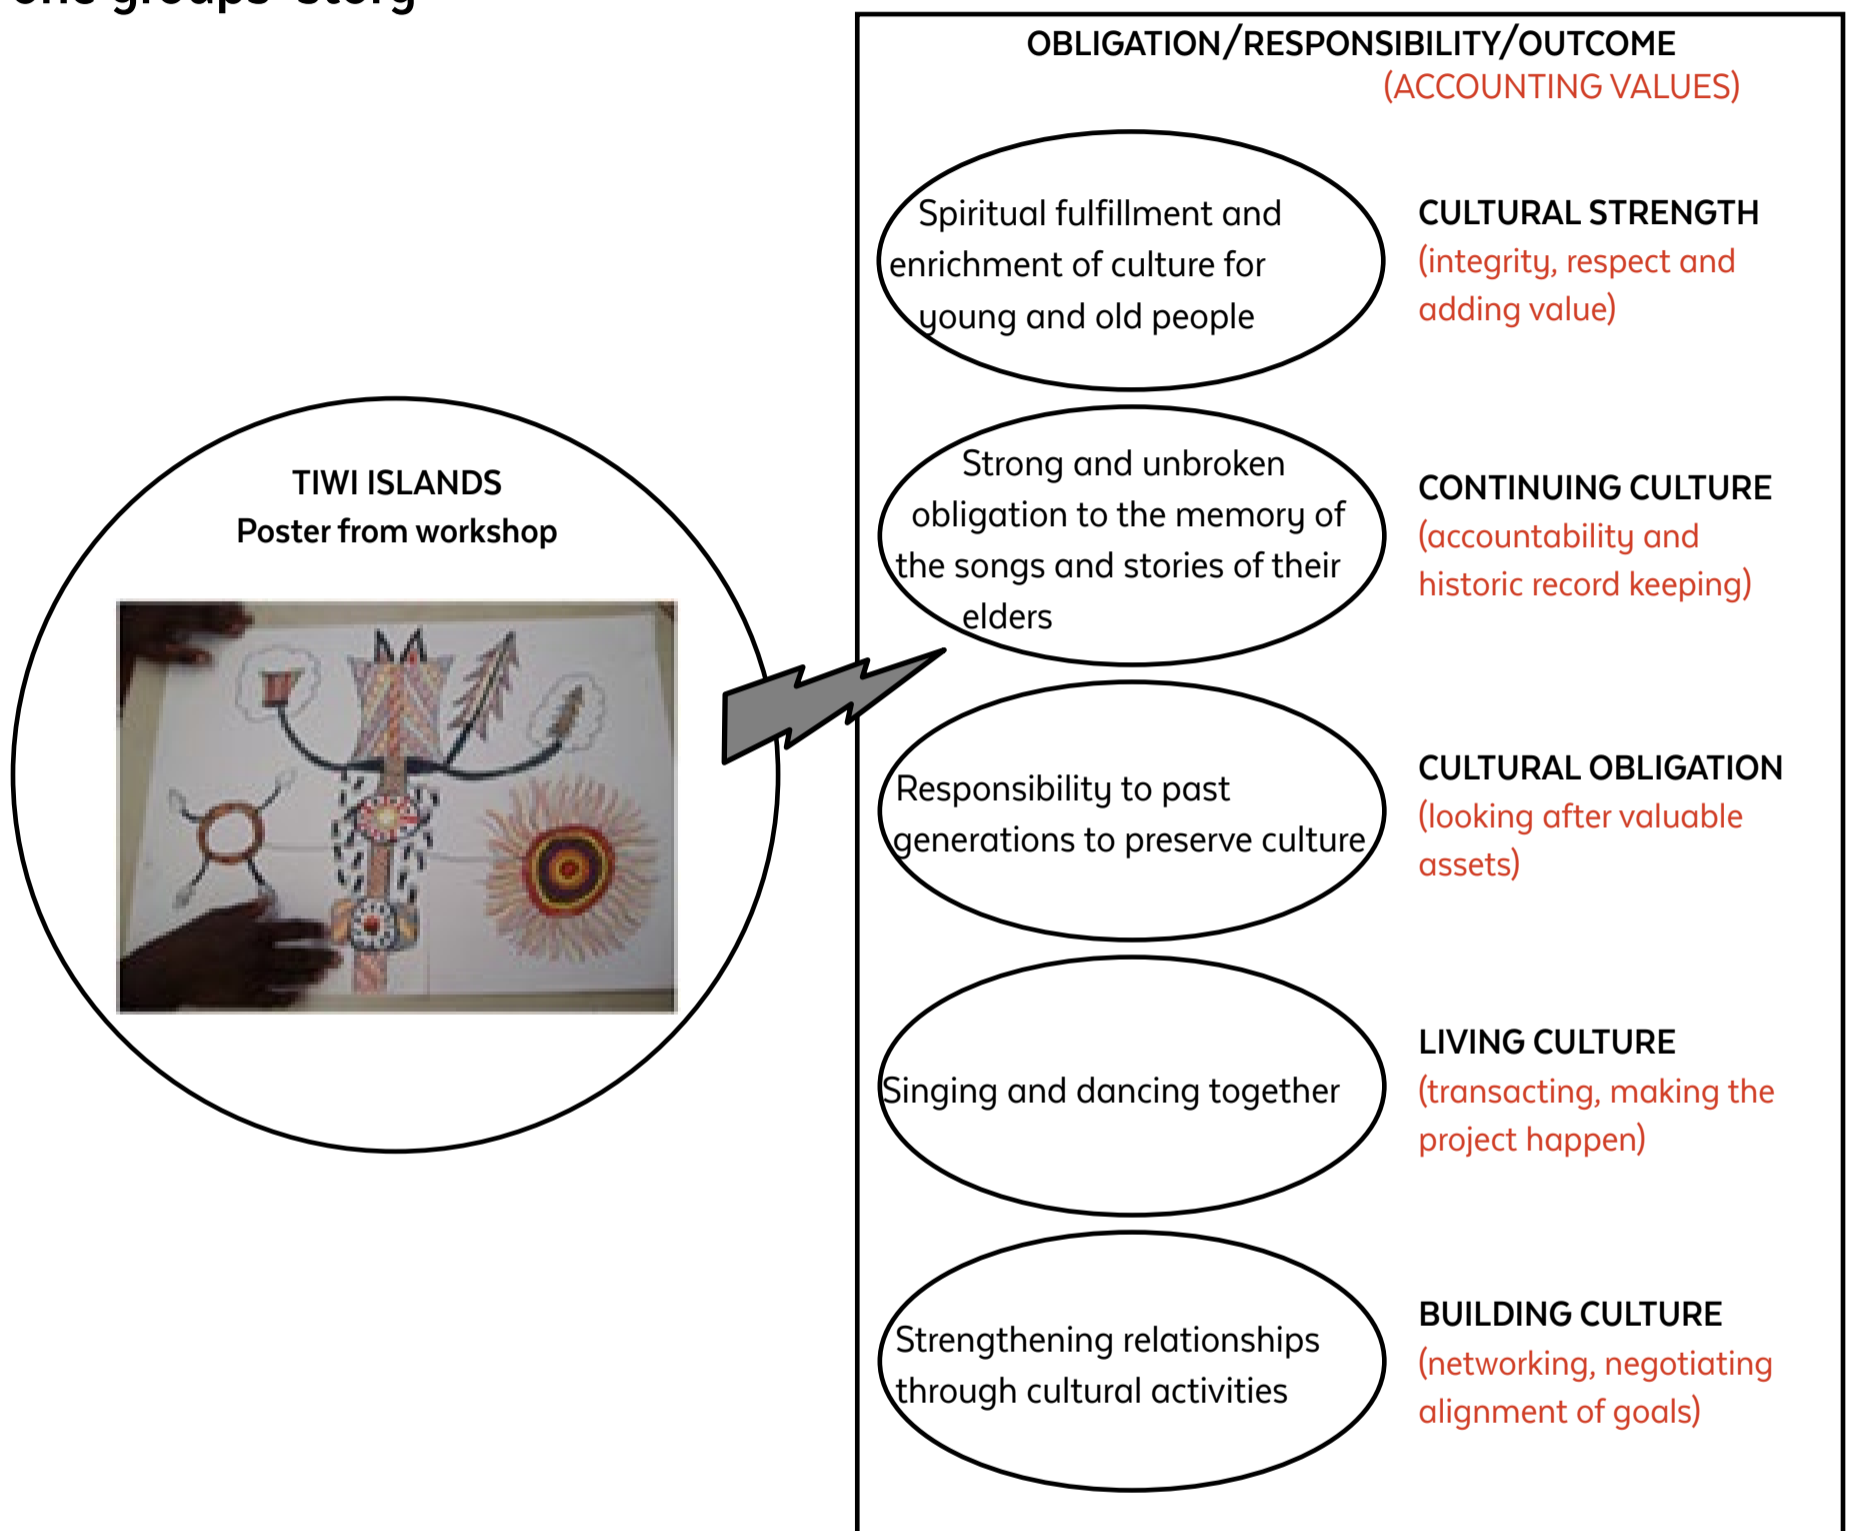 one groups' story
OBLIGATION/RESPONSIBILITY/OUTCOME
(ACCOUNTING VALUES)
TIWI ISLANDS
Poster from workshop
Spiritual fulfillment and
enrichment of culture for
young and old people
CULTURAL STRENGTH
(integrity, respect and
adding value)
Strong and unbroken
obligation to the memory of
the songs and stories of their
elders
CONTINUING CULTURE
(accountability and
historic record keeping)
Responsibility to past
generations to preserve culture
CULTURAL OBLIGATION
(looking after valuable
assets)
Singing and dancing together
LIVING CULTURE
(transacting, making the
project happen)
Strengthening relationships
through cultural activities
BUILDING CULTURE
(networking, negotiating
alignment of goals)